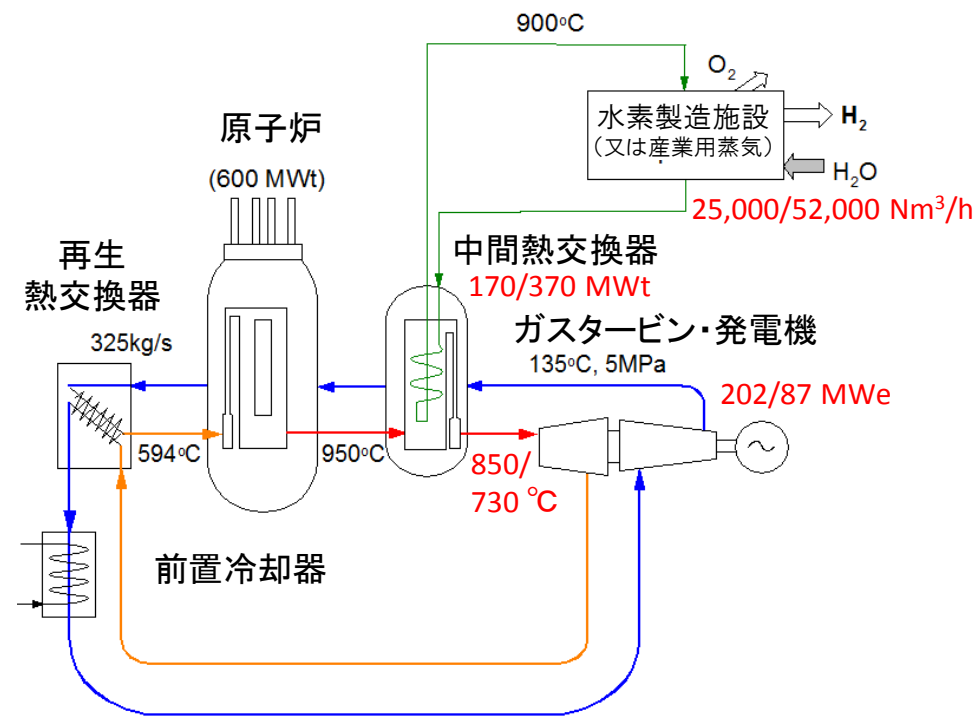 900℃
O₂
水素製造施設
(又は産業用蒸気)
H₂
H₂O
25,000/52,000 Nm³/h
原子炉
(600 MWt)
中間熱交換器
170/370 MWt
再生
熱交換器
ガスタービン・発電機
325kg/s
135℃, 5MPa
202/87 MWe
594℃
950℃
850/
730 ℃
前置冷却器